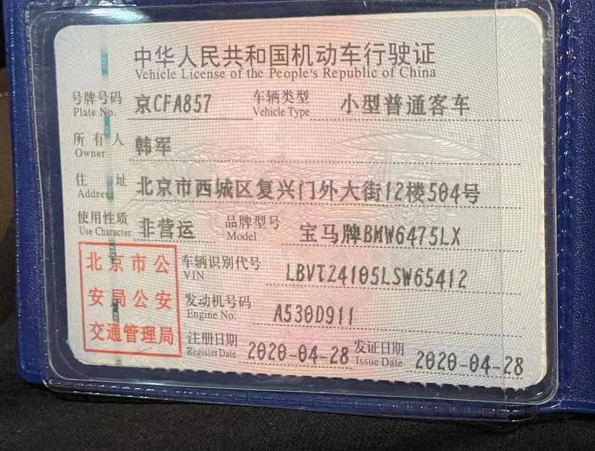 中华人民共和国机动车行驶证
Vehicle License of the People's Republic of China
号牌号码 京CFA857 车辆类型 小型普通客车
Plate No. Vehicle Type
所有人 韩军
Owner
住址 北京市西城区复兴门外大街12楼504号
Address
使用性质 非营运 品牌型号 宝马牌BMW6475LX
Use Character Model
北京市公
安局公安
交通管理局
车辆识别代号 LBVTZ4105LSW65412
VIN
发动机号码 A530D911
Engine No.
注册日期 2020-04-28 发证日期 2020-04-28
Register Date Issue Date